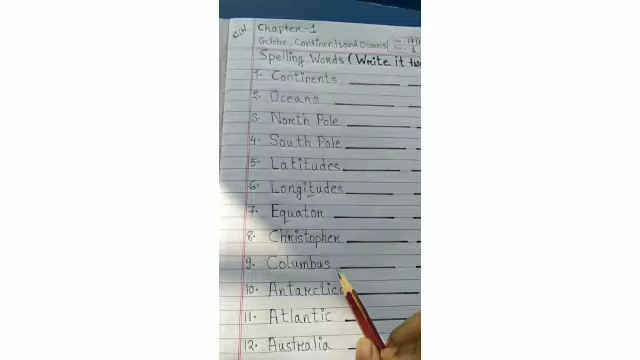 C.W
Chapter-1
Globe, Continents and Oceans
Spelling Words (Write it
1. Continents
2. Oceans
3. North Pole
4. South Pole
5. Latitudes
6. Longitudes
7. Equator
8. Christopher
9. Columbus
10. Antarctica
11. Atlantic
12. Australia